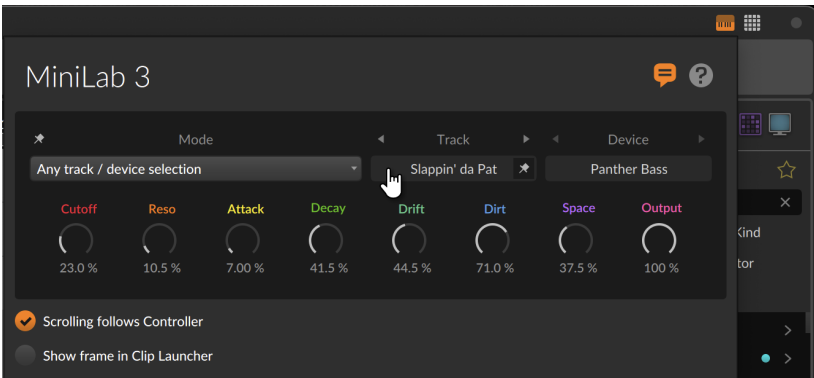 MiniLab 3
Mode
Track
Device
Any track / device selection
Slappin' da Pat
Panther Bass
Cutoff Reso Attack Decay Drift Dirt Space Output
23.0 % 10.5 % 7.00 % 41.5 % 44.5 % 71.0 % 37.5 % 100 %
Kind
tor
Scrolling follows Controller
Show frame in Clip Launcher